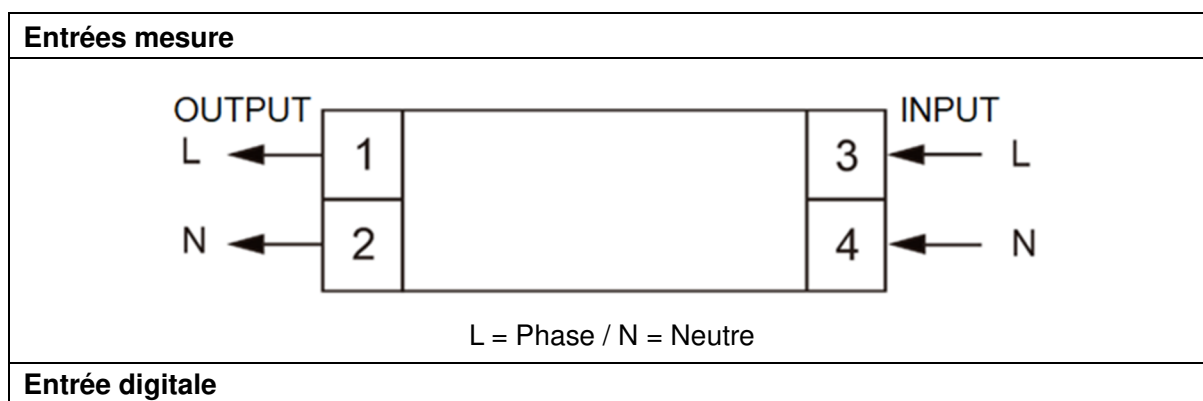 Entrées mesure
OUTPUT INPUT
L 1 3 L
N 2 4 N
L = Phase / N = Neutre
Entrée digitale